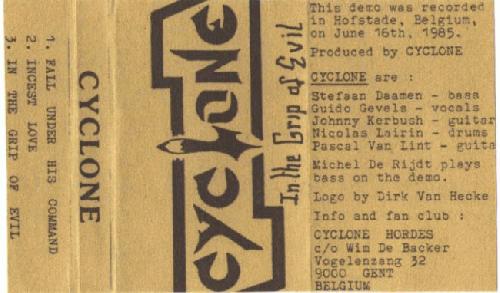 1. FALL UNDER HIS COMMAND
2. INCEST LOVE
3. IN THE GRIP OF EVIL
CYCLONE
CYCLONE
In the Grip of Evil
This demo was recorded
in Hofstade, Belgium,
on June 16th, 1985.
Produced by CYCLONE
CYCLONE are :
Stefaan Daamen - bass
Guido Gevels - vocals
Johnny Kerbush - guitar
Nicolas Lairin - drums
Pascal Van Lint - guita
Michel De Rijdt plays
bass on the demo.
Logo by Dirk Van Hecke
Info and fan club :
CYCLONE HORDES
c/o Wim De Backer
Vogelenzang 32
9000 GENT
BELGIUM